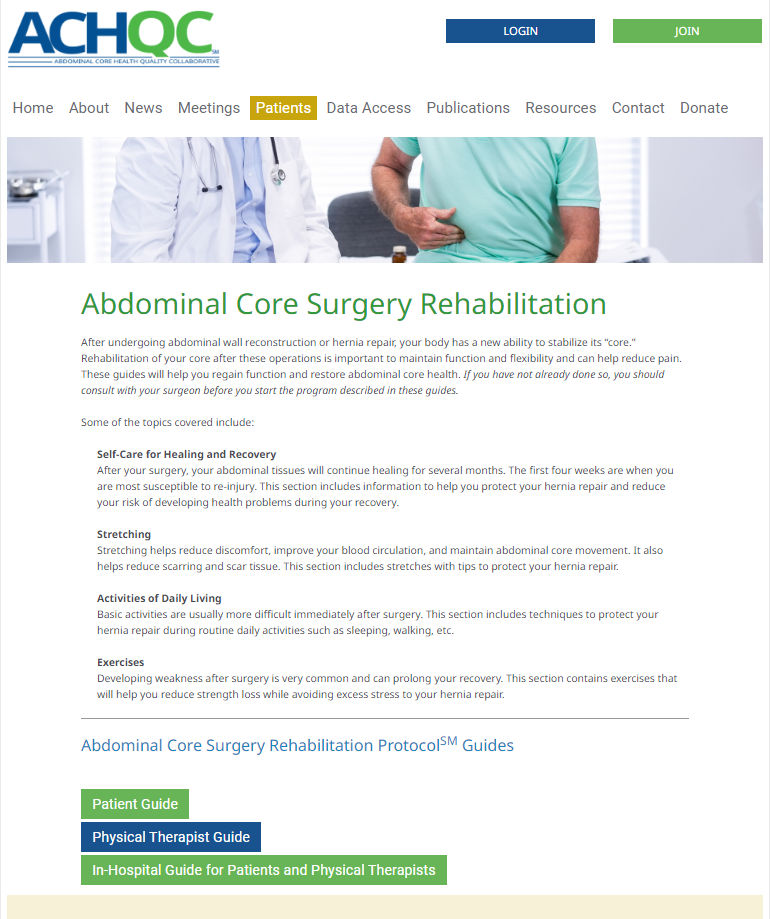 ACHQC SM
ABDOMINAL CORE HEALTH QUALITY COLLABORATIVE
LOGIN
JOIN
Home About News Meetings Patients Data Access Publications Resources Contact Donate
Abdominal Core Surgery Rehabilitation
After undergoing abdominal wall reconstruction or hernia repair, your body has a new ability to stabilize its “core.”
Rehabilitation of your core after these operations is important to maintain function and flexibility and can help reduce pain.
These guides will help you regain function and restore abdominal core health. If you have not already done so, you should
consult with your surgeon before you start the program described in these guides.
Some of the topics covered include:
Self-Care for Healing and Recovery
After your surgery, your abdominal tissues will continue healing for several months. The first four weeks are when you
are most susceptible to re-injury. This section includes information to help you protect your hernia repair and reduce
your risk of developing health problems during your recovery.
Stretching
Stretching helps reduce discomfort, improve your blood circulation, and maintain abdominal core movement. It also
helps reduce scarring and scar tissue. This section includes stretches with tips to protect your hernia repair.
Activities of Daily Living
Basic activities are usually more difficult immediately after surgery. This section includes techniques to protect your
hernia repair during routine daily activities such as sleeping, walking, etc.
Exercises
Developing weakness after surgery is very common and can prolong your recovery. This section contains exercises that
will help you reduce strength loss while avoiding excess stress to your hernia repair.
Abdominal Core Surgery Rehabilitation Protocol SM Guides
Patient Guide
Physical Therapist Guide
In-Hospital Guide for Patients and Physical Therapists